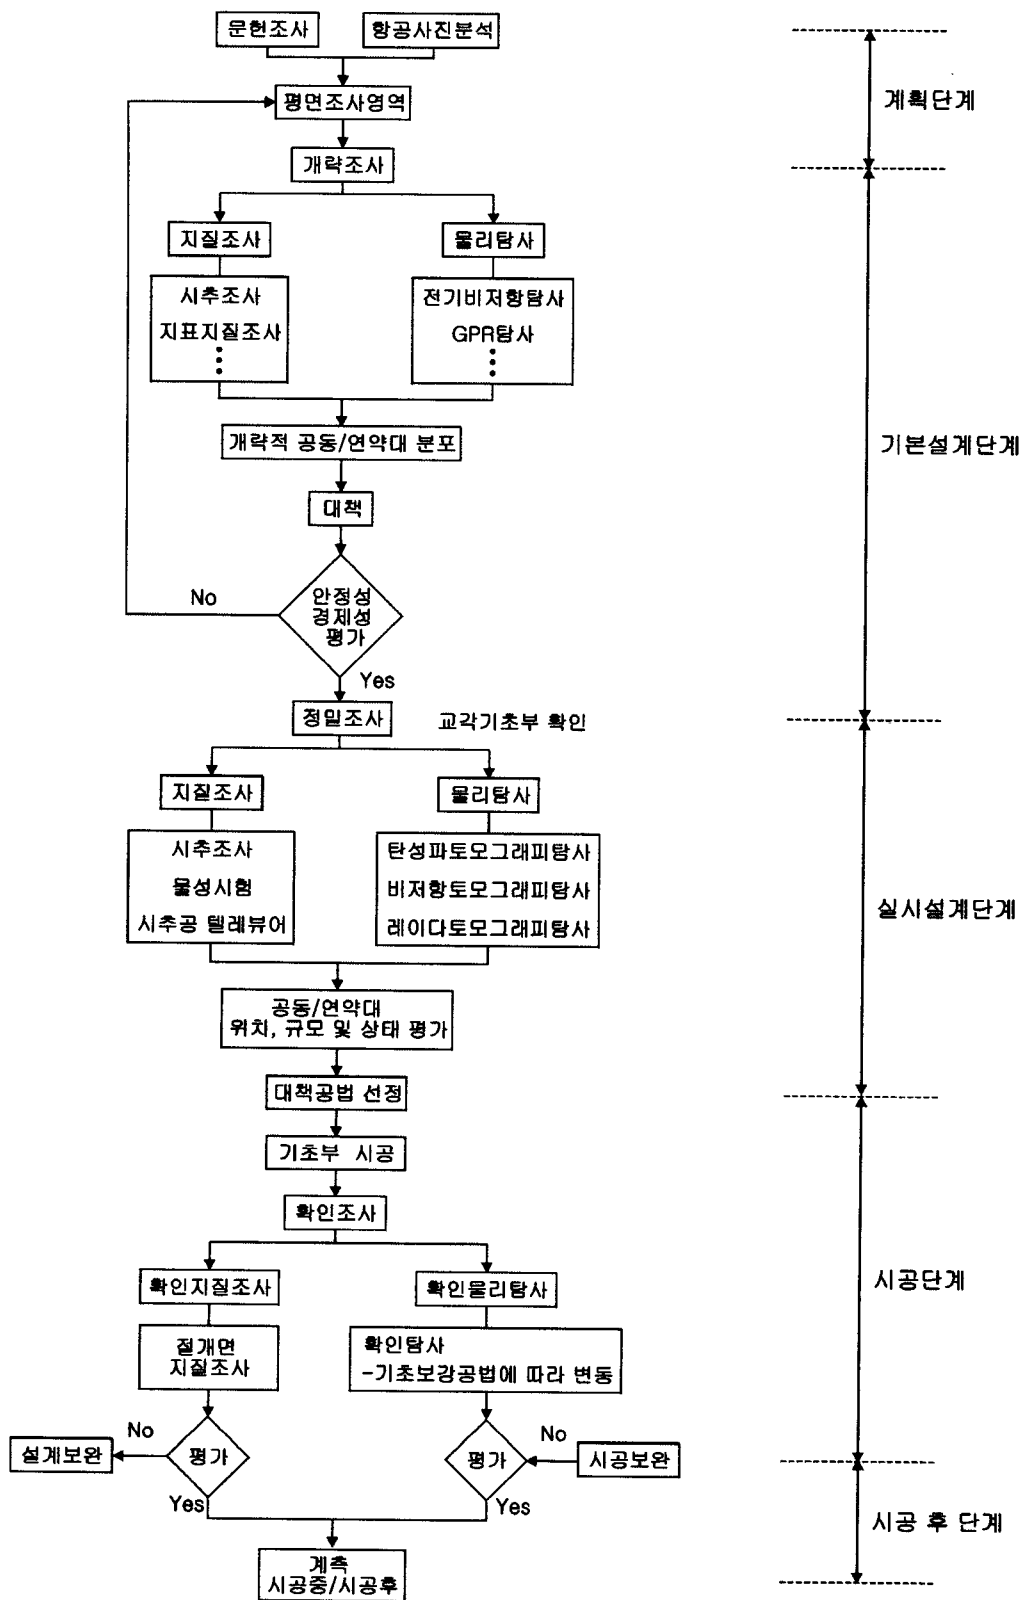 문헌조사
항공사진분석
계획단계
평면조사영역
개략조사
지질조사
물리탐사
시추조사
지표지질조사
전기비저항탐사
GPR탐사
개략적 공동/연약대 분포
기본설계단계
대책
안정성
경제성
평가
No
Yes
정밀조사
교각기초부 확인
지질조사
물리탐사
시추조사
물성시험
시추공 텔레뷰어
탄성파토모그래피탐사
비저항토모그래피탐사
레이다토모그래피탐사
실시설계단계
공동/연약대
위치, 규모 및 상태 평가
대책공법 선정
기초부 시공
확인조사
확인지질조사
확인물리탐사
시공단계
절개면
지질조사
확인탐사
-기초보강공법에 따라 변동
No
설계보완
평가
Yes
No
평가
시공보완
Yes
시공 후 단계
계측
시공중/시공후